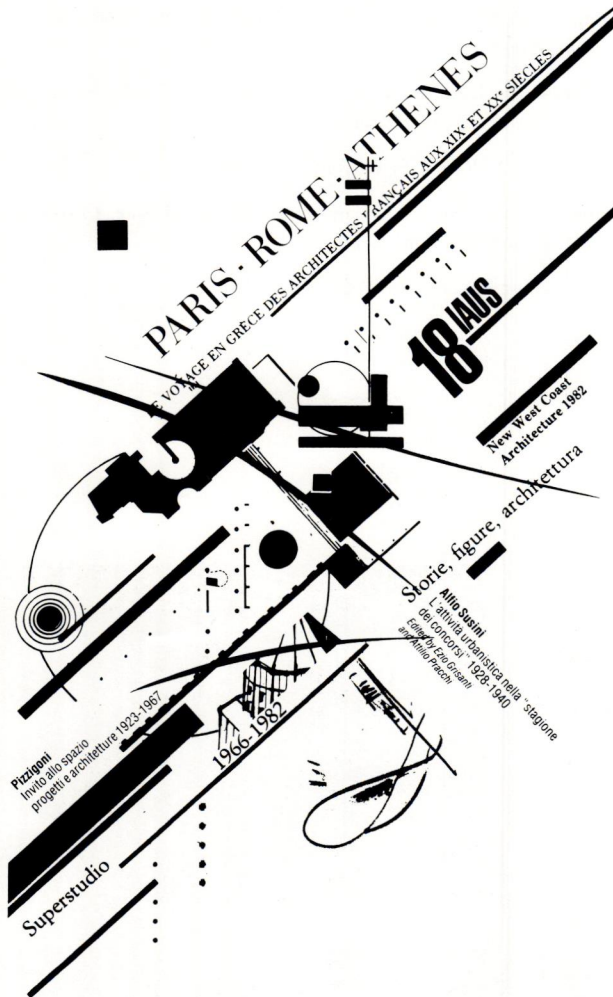 PARIS · ROME · ATHENES
LE VOYAGE EN GRÈCE DES ARCHITECTES FRANÇAIS AUX XIXe ET XXe SIÈCLES
18 IAUS
New West Coast
Architecture 1982
Storie, figure, architettura
Alfio Susini
L'attività urbanistica nella "stagione
dei concorsi" 1928-1940
Edited by Ezio Grisanti
and Attilio Pracchi
Pizzigoni
Invito allo spazio
progetti e architetture 1923-1967
1966-1982
Superstudio